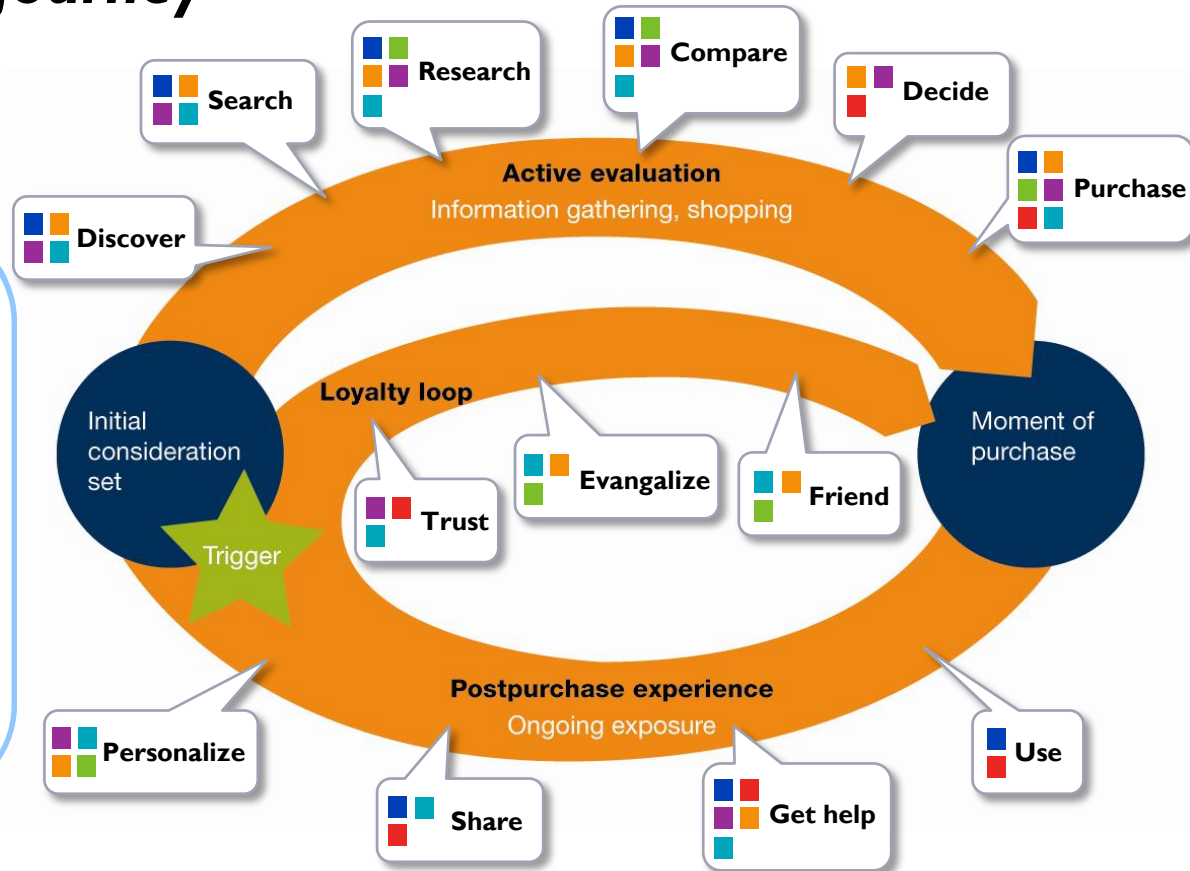 journey
Search
Research
Compare
Decide
Purchase
Discover
Active evaluation
Information gathering, shopping
Loyalty loop
Initial
consideration
set
Moment of
purchase
Trust
Evangalize
Friend
Trigger
Postpurchase experience
Ongoing exposure
Personalize
Share
Get help
Use